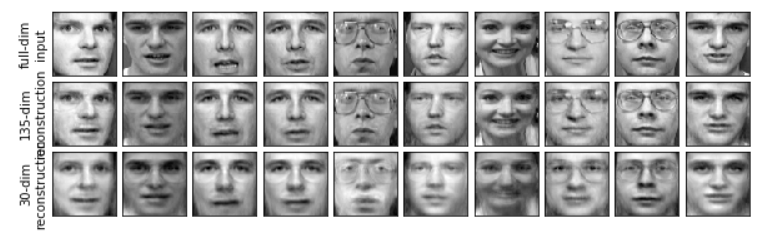 full-dim
input
135-dim
reconstruction
30-dim
reconstruction